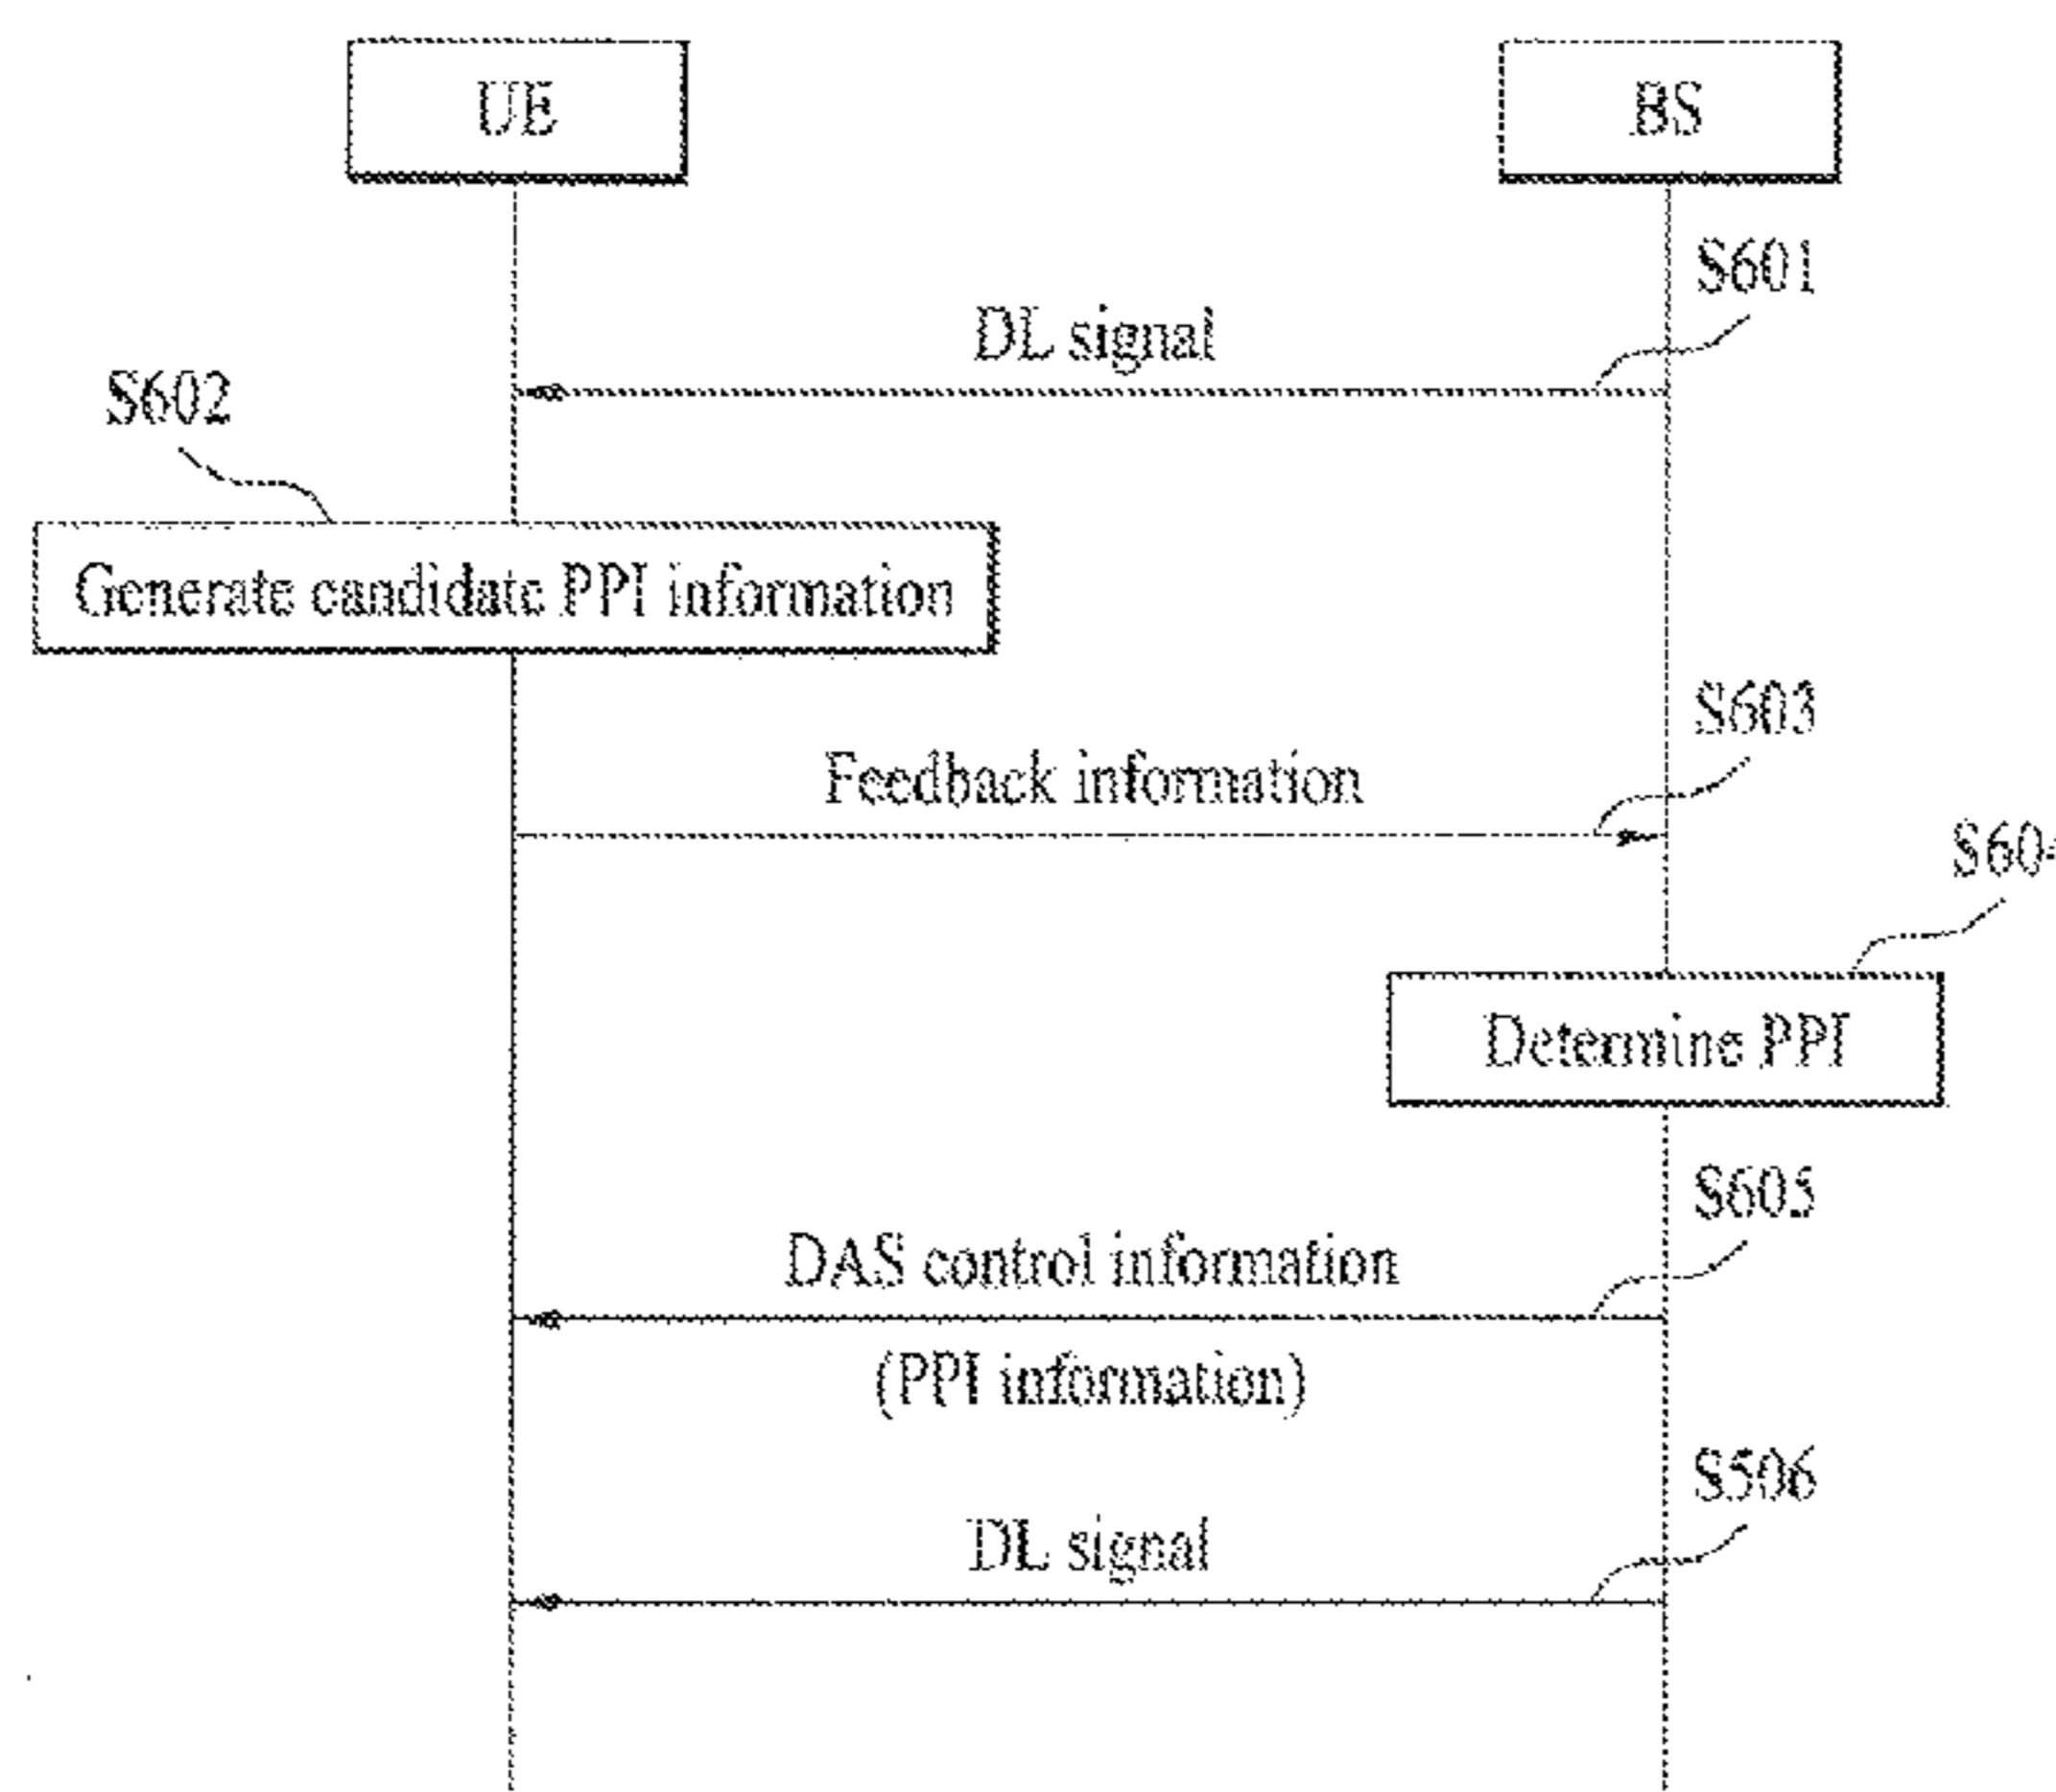 UE
BS
S601
DL signal
S602
Generate candidate PPI information
S603
Feedback information
S604
Determine PPI
S605
DAS control information
(PPI information)
S506
DL signal